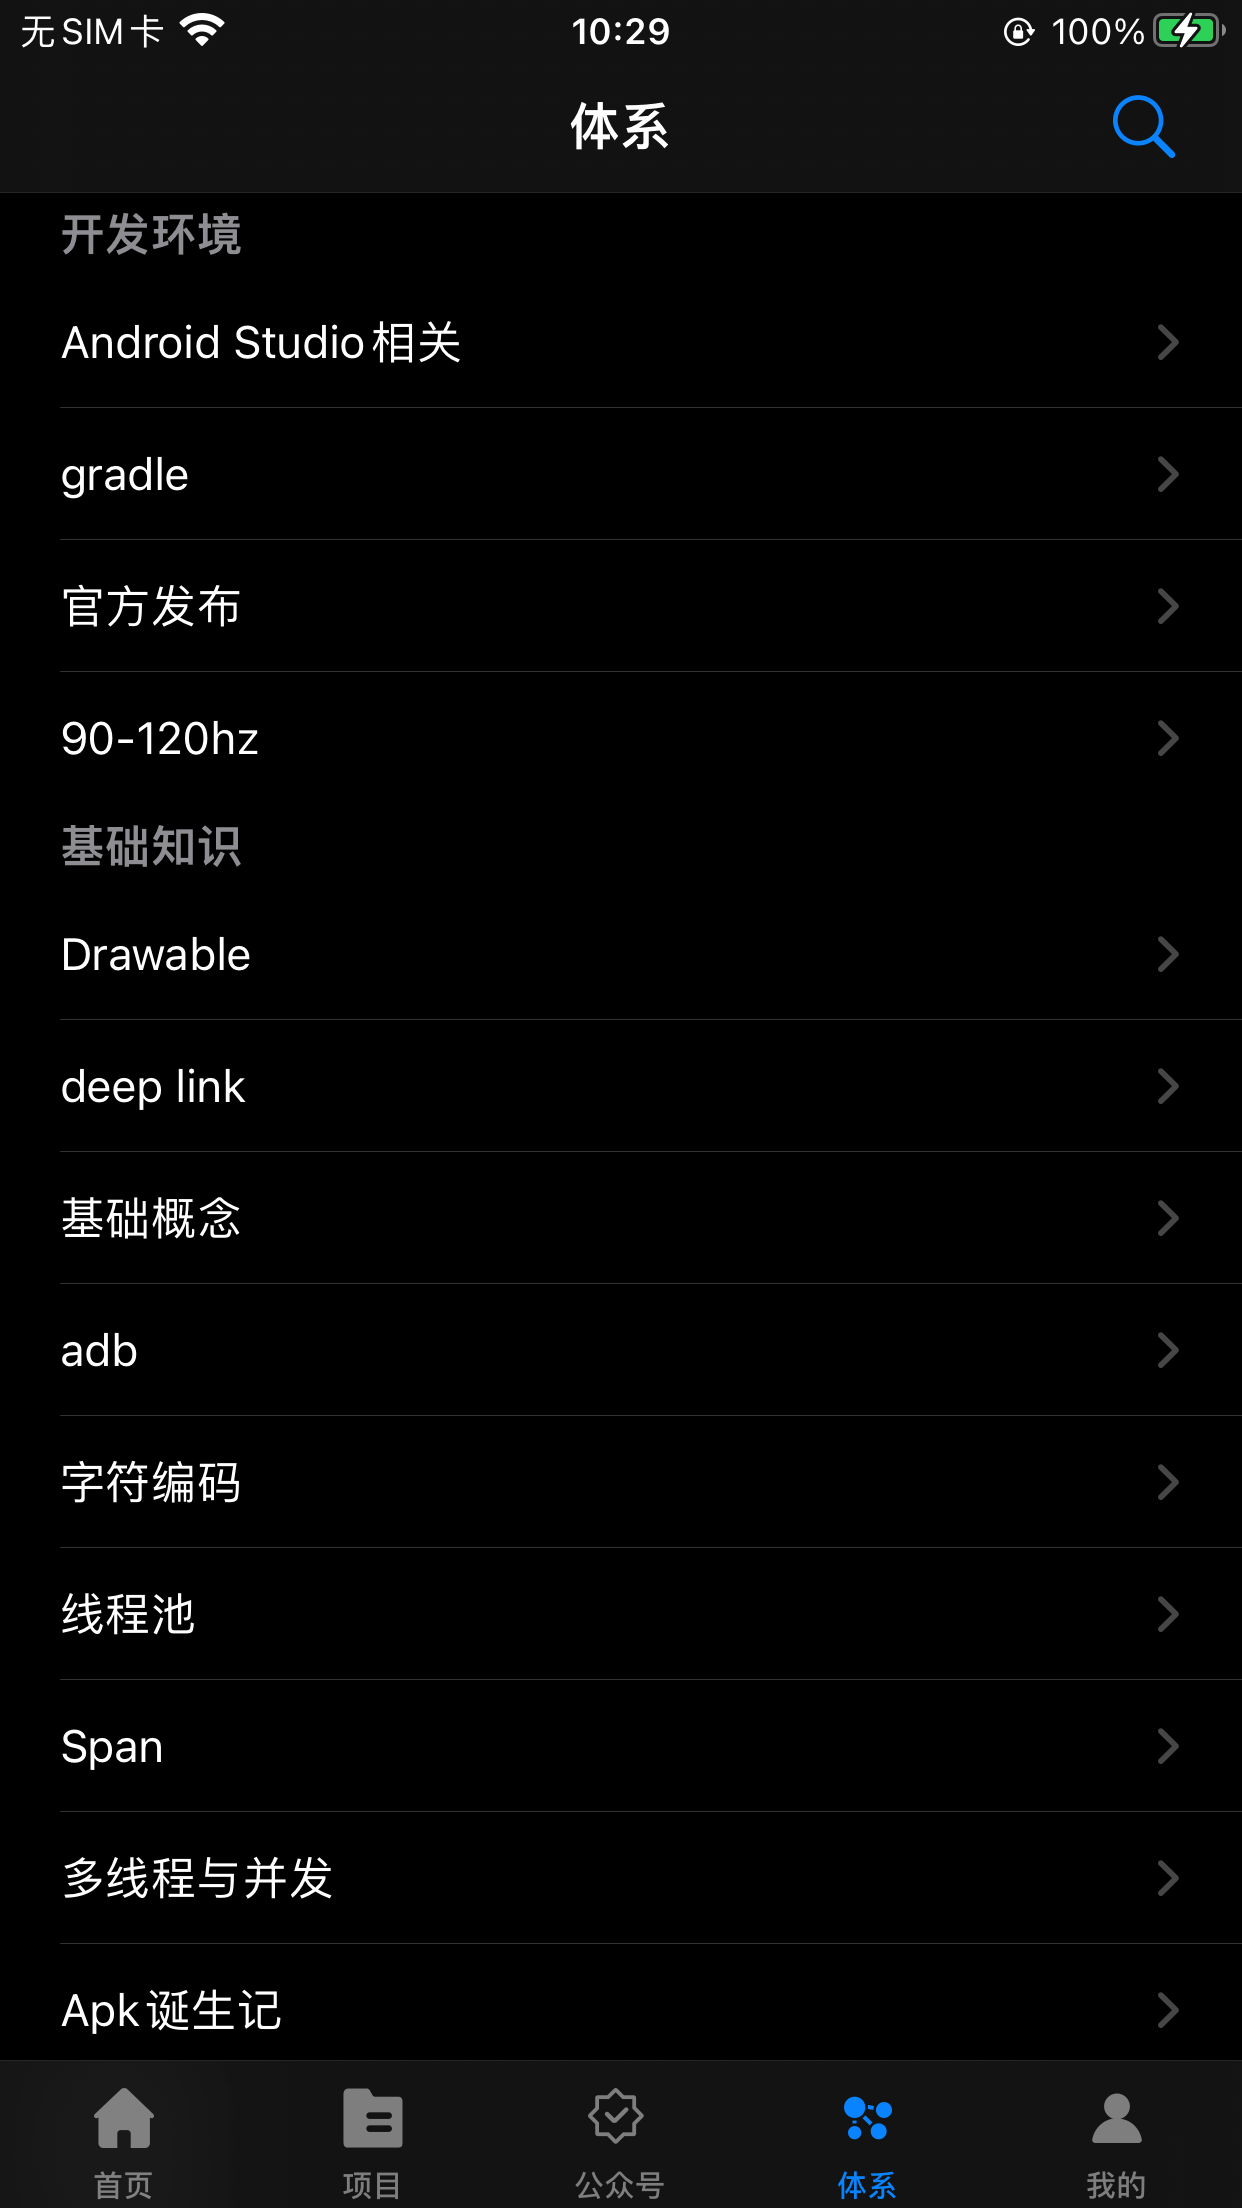 无SIM卡 10:29 100%
体系
开发环境
Android Studio相关
gradle
官方发布
90-120hz
基础知识
Drawable
deep link
基础概念
adb
字符编码
线程池
Span
多线程与并发
Apk诞生记
首页 项目 公众号 体系 我的